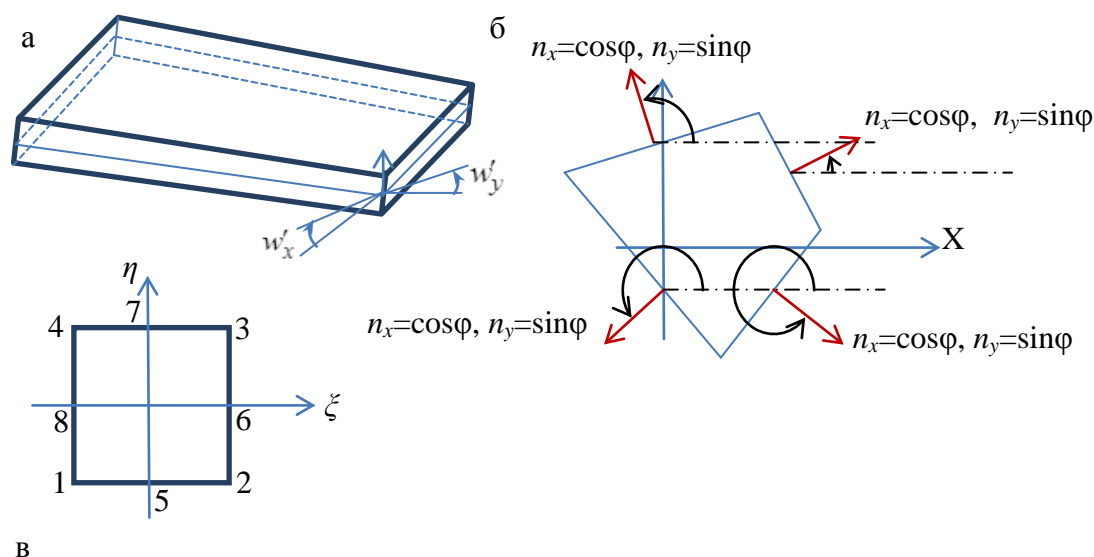 а
w′y
w′x
б
nx=cosφ, ny=sinφ
nx=cosφ, ny=sinφ
X
nx=cosφ, ny=sinφ
nx=cosφ, ny=sinφ
η
7
4
3
ξ
8
6
1
2
5
в